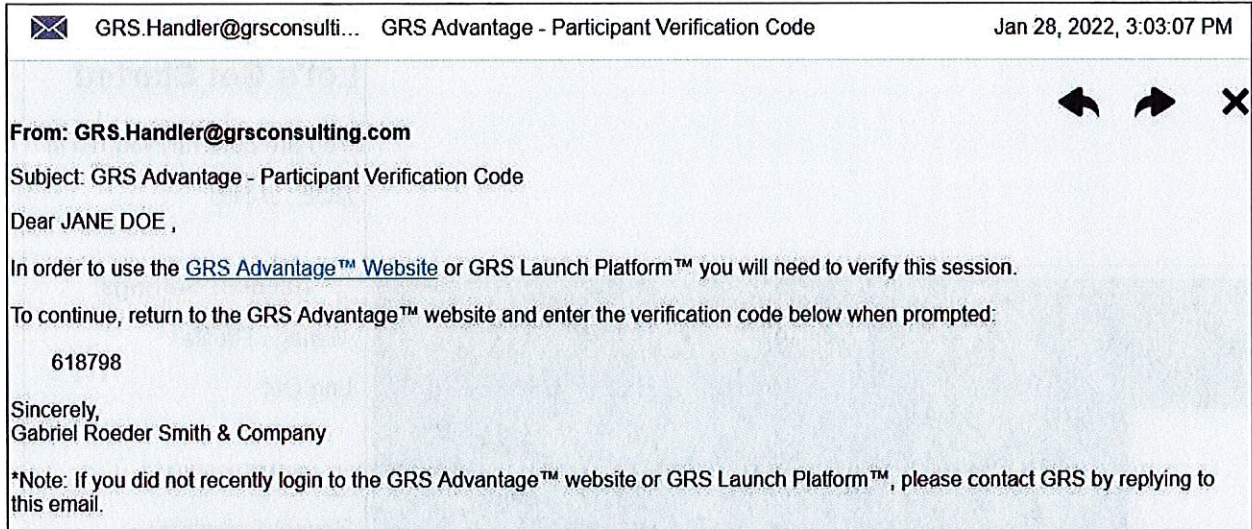 GRS.Handler@grsconsulti... GRS Advantage - Participant Verification Code Jan 28, 2022, 3:03:07 PM
From: GRS.Handler@grsconsulting.com
Subject: GRS Advantage - Participant Verification Code
Dear JANE DOE ,
In order to use the GRS Advantage™ Website or GRS Launch Platform™ you will need to verify this session.
To continue, return to the GRS Advantage™ website and enter the verification code below when prompted:
618798
Sincerely,
Gabriel Roeder Smith & Company
*Note: If you did not recently login to the GRS Advantage™ website or GRS Launch Platform™, please contact GRS by replying to
this email.